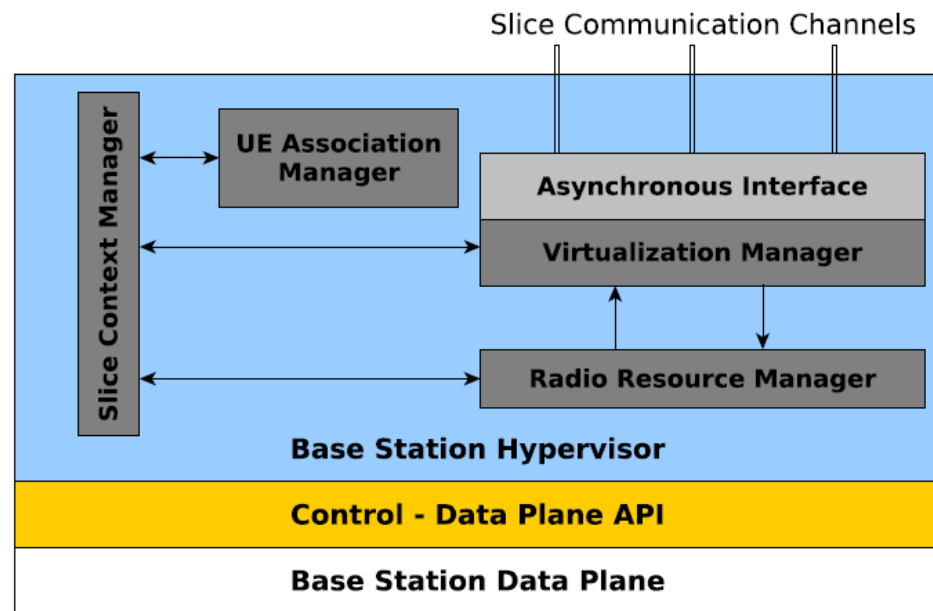 Slice Communication Channels
Slice Context Manager
UE Association
Manager
Asynchronous Interface
Virtualization Manager
Radio Resource Manager
Base Station Hypervisor
Control - Data Plane API
Base Station Data Plane